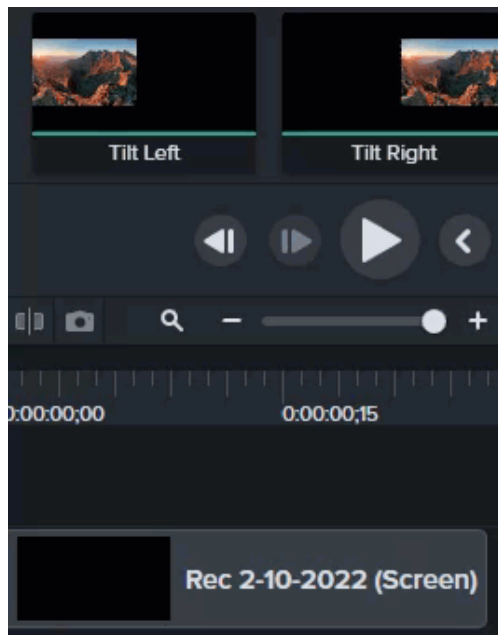 Tilt Left
Tilt Right
0:00:00;00
0:00:00;15
Rec 2-10-2022 (Screen)